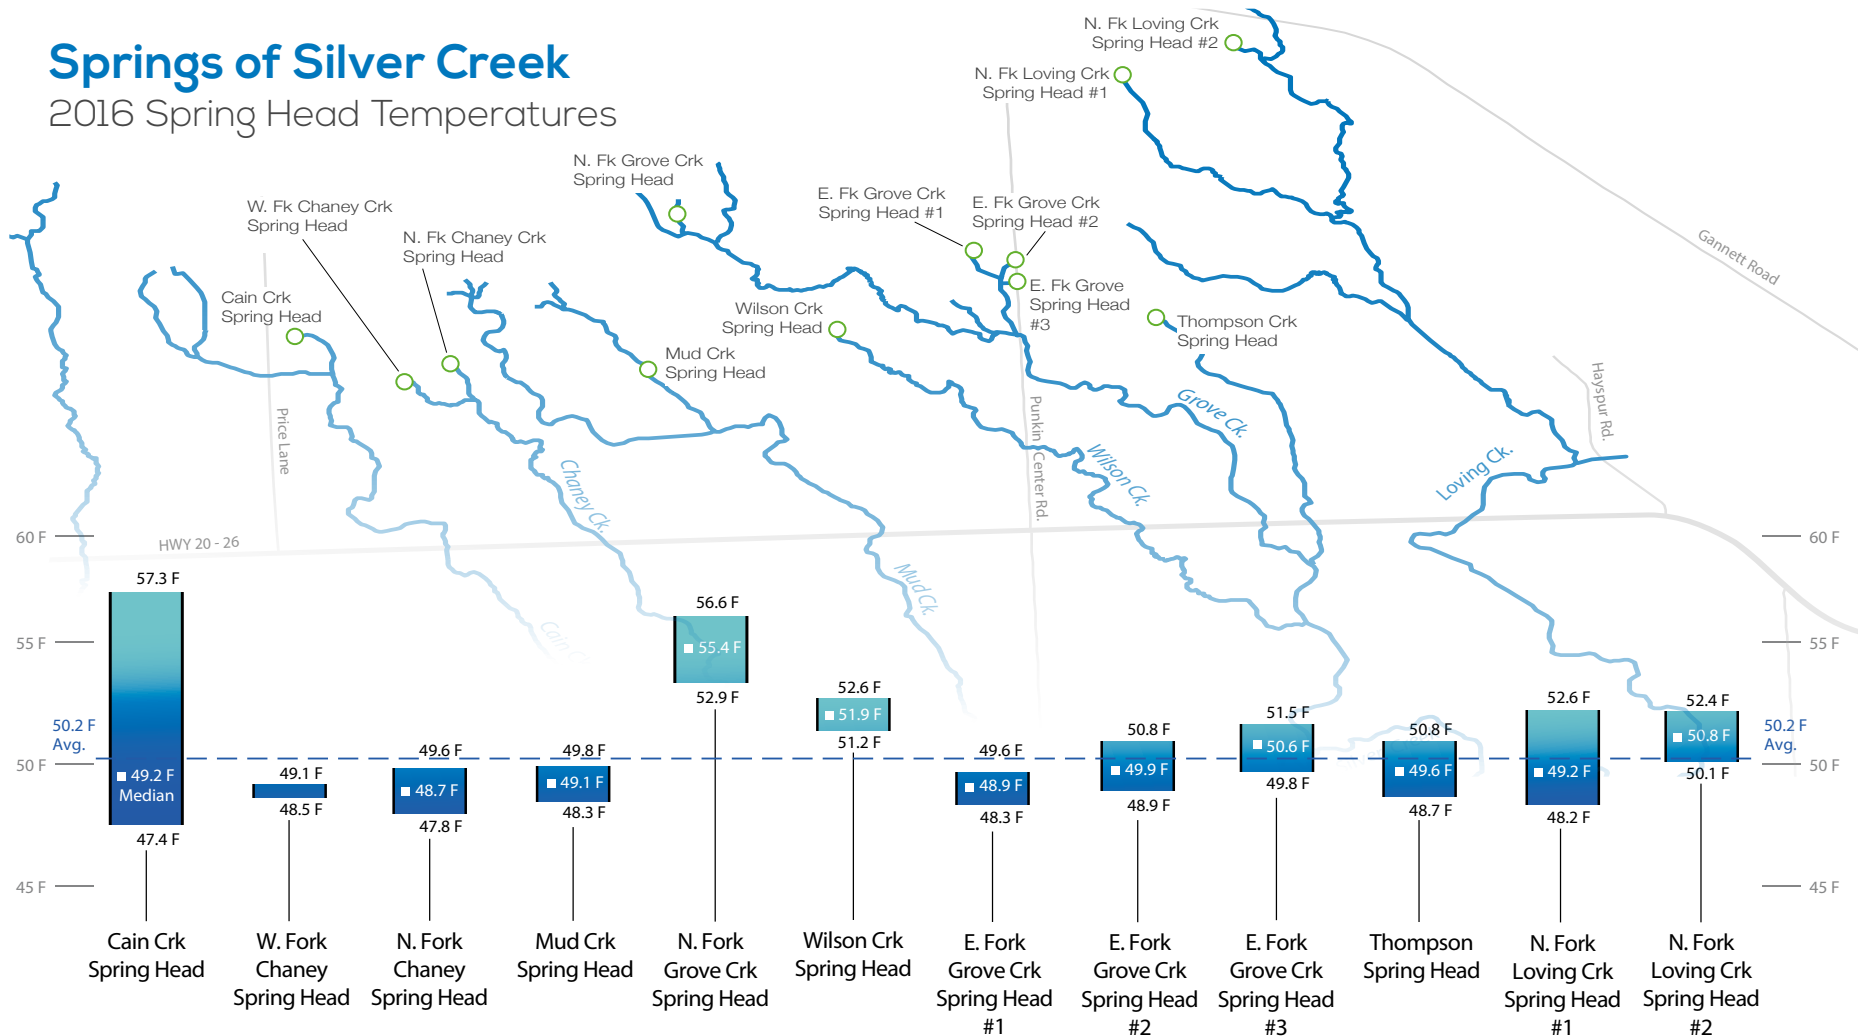 Springs of Silver Creek
2016 Spring Head Temperatures
N. Fk Loving Crk
Spring Head #2
N. Fk Loving Crk
Spring Head #1
N. Fk Grove Crk
Spring Head
E. Fk Grove Crk
Spring Head #1
E. Fk Grove Crk
Spring Head #2
W. Fk Chaney Crk
Spring Head
N. Fk Chaney Crk
Spring Head
Gannett Road
Cain Crk
Spring Head
E. Fk Grove
Spring Head
#3
Wilson Crk
Spring Head
Thompson Crk
Spring Head
Mud Crk
Spring Head
Hayspur Rd.
Price Lane
Punkin Center Rd.
Grove Ck.
Wilson Ck.
Loving Ck.
Chaney Ck.
Mud Ck.
Cain C
HWY 20 - 26
60 F
60 F
55 F
55 F
50.2 F
Avg.
50.2 F
Avg.
50 F
50 F
45 F
45 F
57.3 F
49.2 F
Median
47.4 F
49.1 F
48.5 F
49.6 F
48.7 F
47.8 F
49.8 F
49.1 F
48.3 F
56.6 F
55.4 F
52.9 F
52.6 F
51.9 F
51.2 F
49.6 F
48.9 F
48.3 F
50.8 F
49.9 F
48.9 F
51.5 F
50.6 F
49.8 F
50.8 F
49.6 F
48.7 F
52.6 F
49.2 F
48.2 F
52.4 F
50.8 F
50.1 F
Cain Crk
Spring Head
W. Fork
Chaney
Spring Head
N. Fork
Chaney
Spring Head
Mud Crk
Spring Head
N. Fork
Grove Crk
Spring Head
Wilson Crk
Spring Head
E. Fork
Grove Crk
Spring Head
#1
E. Fork
Grove Crk
Spring Head
#2
E. Fork
Grove Crk
Spring Head
#3
Thompson
Spring Head
N. Fork
Loving Crk
Spring Head
#1
N. Fork
Loving Crk
Spring Head
#2